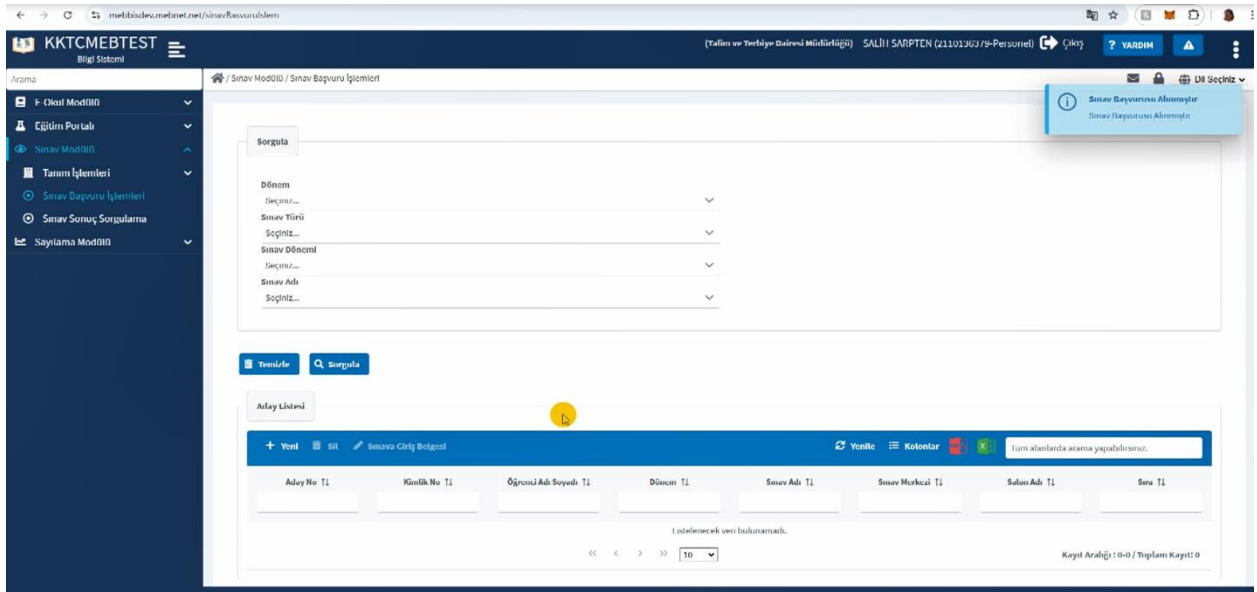 mebbisdev.mebnet.net/sinavBasvuruIslem
KKTCMEBTEST
Bilgi Sistemi
(Talim ve Terbiye Dairesi Müdürlüğü) SALİH SARPTEN (2110136379-Personel) Çıkış ? YARDIM
Arama
/ Sınav Modülü / Sınav Başvuru İşlemleri
Dil Seçiniz
E-Okul Modülü
Eğitim Portalı
Sınav Modülü
Tanım İşlemleri
Sınav Başvuru İşlemleri
Sınav Sonuç Sorgulama
Sayılama Modülü
Sınav Başvurusu Alınmıştır
Sınav Başvurusu Alınmıştır
Sorgula
Dönem
Seçiniz...
Sınav Türü
Seçiniz...
Sınav Dönemi
Seçiniz...
Sınav Adı
Seçiniz...
Temizle Sorgula
Aday Listesi
+ Yeni Sil Sınava Giriş Belgesi Yenile Kolonlar Tüm alanlarda arama yapabilirsiniz.
Aday No Kimlik No Öğrenci Adı Soyadı Dönem Sınav Adı Sınav Merkezi Salon Adı Sıra
Listelenecek veri bulunamadı.
<< < > >> 10
Kayıt Aralığı : 0-0 / Toplam Kayıt: 0